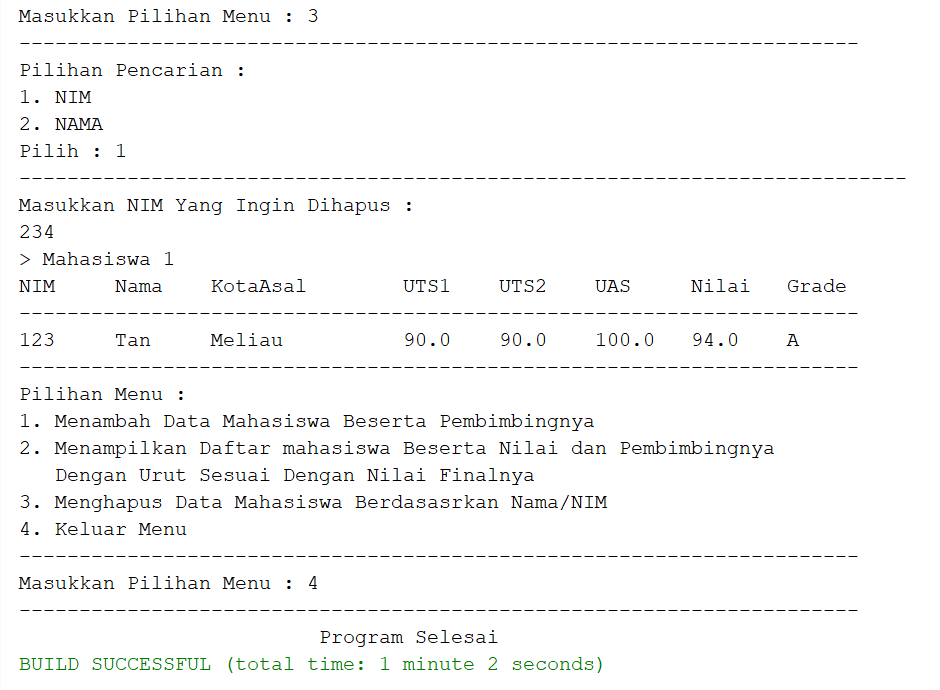 Masukkan Pilihan Menu : 3
----------------------------------------------------------------------
Pilihan Pencarian :
1. NIM
2. NAMA
Pilih : 1
--------------------------------------------------------------------------
Masukkan NIM Yang Ingin Dihapus :
234
> Mahasiswa 1
NIM     Nama    KotaAsal        UTS1    UTS2    UAS     Nilai   Grade
----------------------------------------------------------------------
123     Tan     Meliau          90.0    90.0    100.0   94.0    A
----------------------------------------------------------------------
Pilihan Menu :
1. Menambah Data Mahasiswa Beserta Pembimbingnya
2. Menampilkan Daftar mahasiswa Beserta Nilai dan Pembimbingnya
   Dengan Urut Sesuai Dengan Nilai Finalnya
3. Menghapus Data Mahasiswa Berdasasrkan Nama/NIM
4. Keluar Menu
----------------------------------------------------------------------
Masukkan Pilihan Menu : 4
----------------------------------------------------------------------
                         Program Selesai
BUILD SUCCESSFUL (total time: 1 minute 2 seconds)